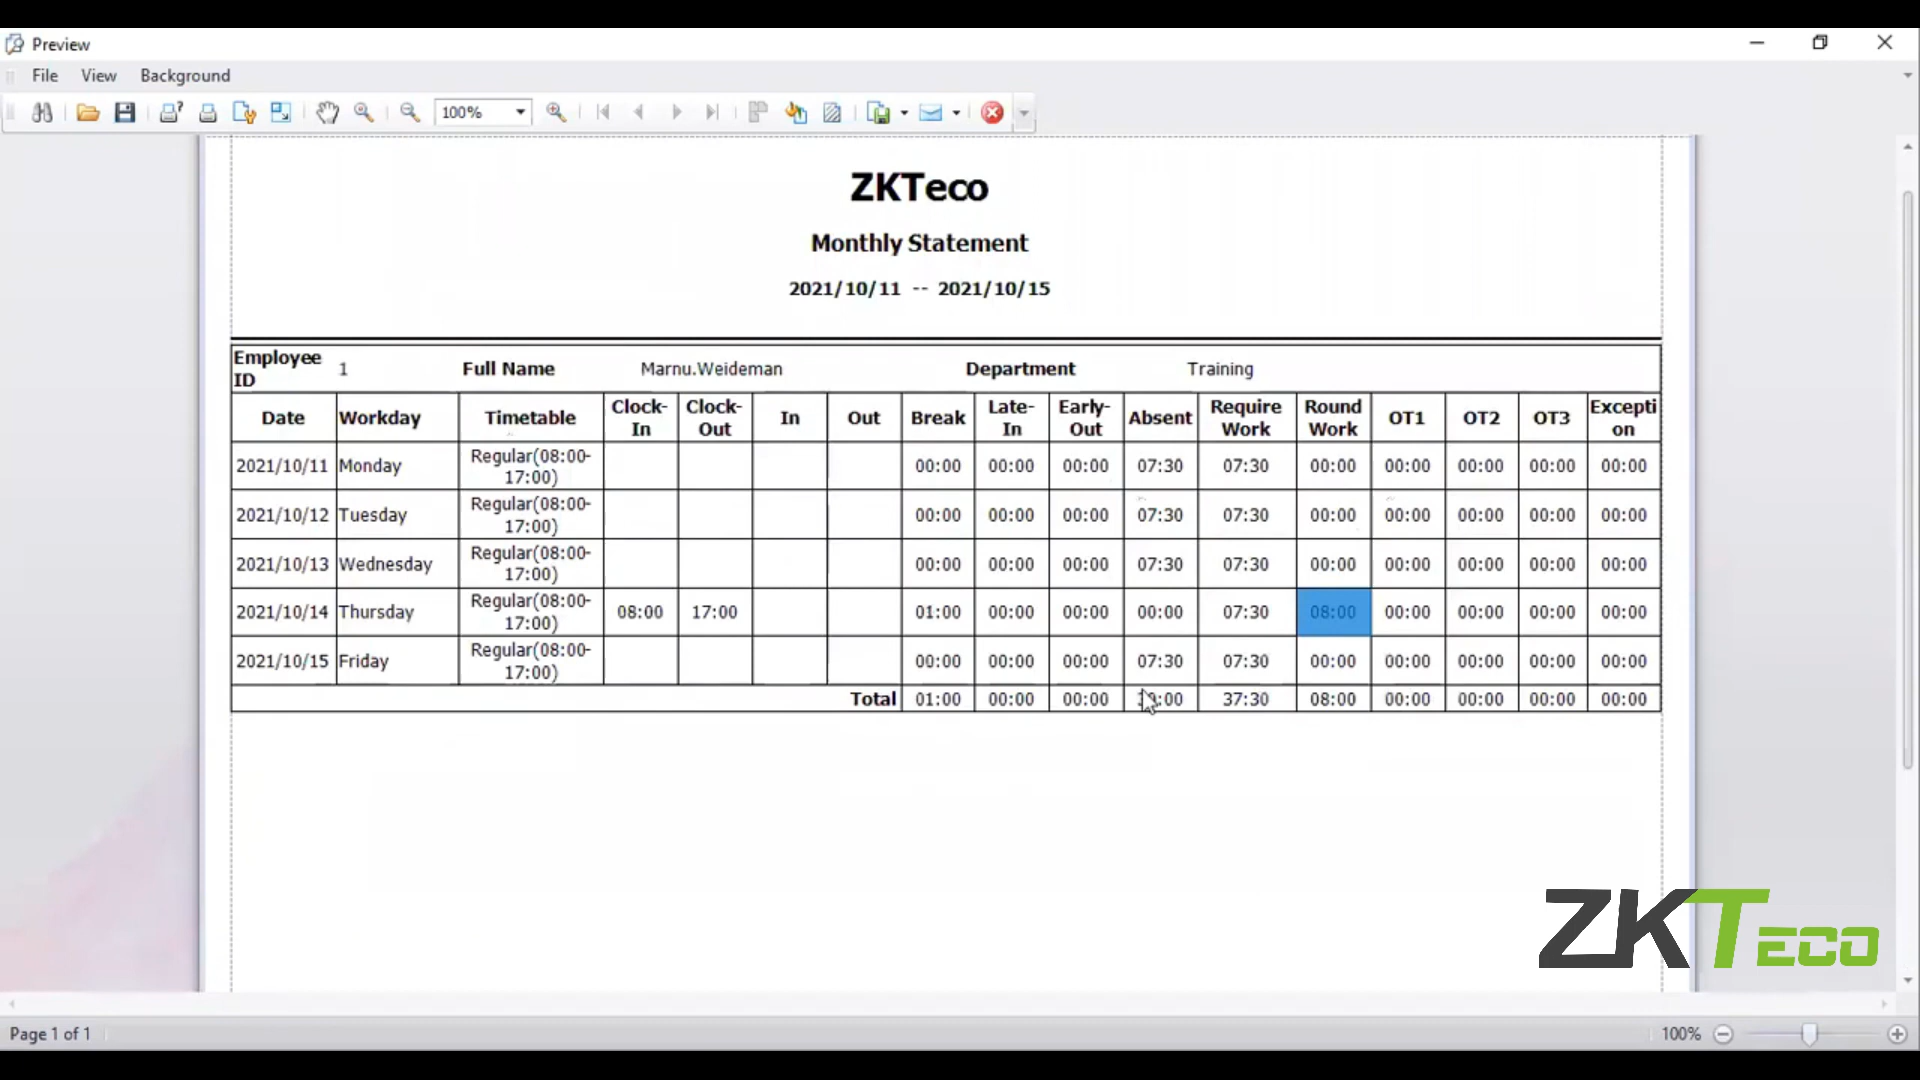 Preview
File View Background
100%
ZKTeco
Monthly Statement
2021/10/11 -- 2021/10/15
Employee ID 1 Full Name Marnu.Weideman Department Training
Date Workday Timetable Clock-In Clock-Out In Out Break Late-In Early-Out Absent Require Work Round Work OT1 OT2 OT3 Exception
2021/10/11 Monday Regular(08:00-17:00) 00:00 00:00 00:00 07:30 07:30 00:00 00:00 00:00 00:00 00:00
2021/10/12 Tuesday Regular(08:00-17:00) 00:00 00:00 00:00 07:30 07:30 00:00 00:00 00:00 00:00 00:00
2021/10/13 Wednesday Regular(08:00-17:00) 00:00 00:00 00:00 07:30 07:30 00:00 00:00 00:00 00:00 00:00
2021/10/14 Thursday Regular(08:00-17:00) 08:00 17:00 01:00 00:00 00:00 00:00 07:30 08:00 00:00 00:00 00:00 00:00
2021/10/15 Friday Regular(08:00-17:00) 00:00 00:00 00:00 07:30 07:30 00:00 00:00 00:00 00:00 00:00
Total 01:00 00:00 00:00 37:30 08:00 00:00 00:00 00:00 00:00
ZKTeco
Page 1 of 1
100%